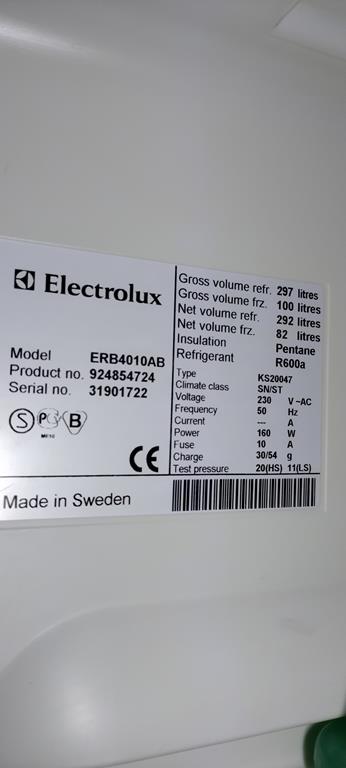 Electrolux
Model ERB4010AB
Product no. 924854724
Serial no. 31901722
S
B
CE
Made in Sweden
Gross volume refr. 297 litres
Gross volume frz. 100 litres
Net volume refr. 292 litres
Net volume frz. 82 litres
Insulation Pentane
Refrigerant R600a
Type KS20047
Climate class SN/ST
Voltage 230 V ~AC
Frequency 50 Hz
Current --- A
Power 160 W
Fuse 10 A
Charge 30/54 g
Test pressure 20(HS) 11(LS)